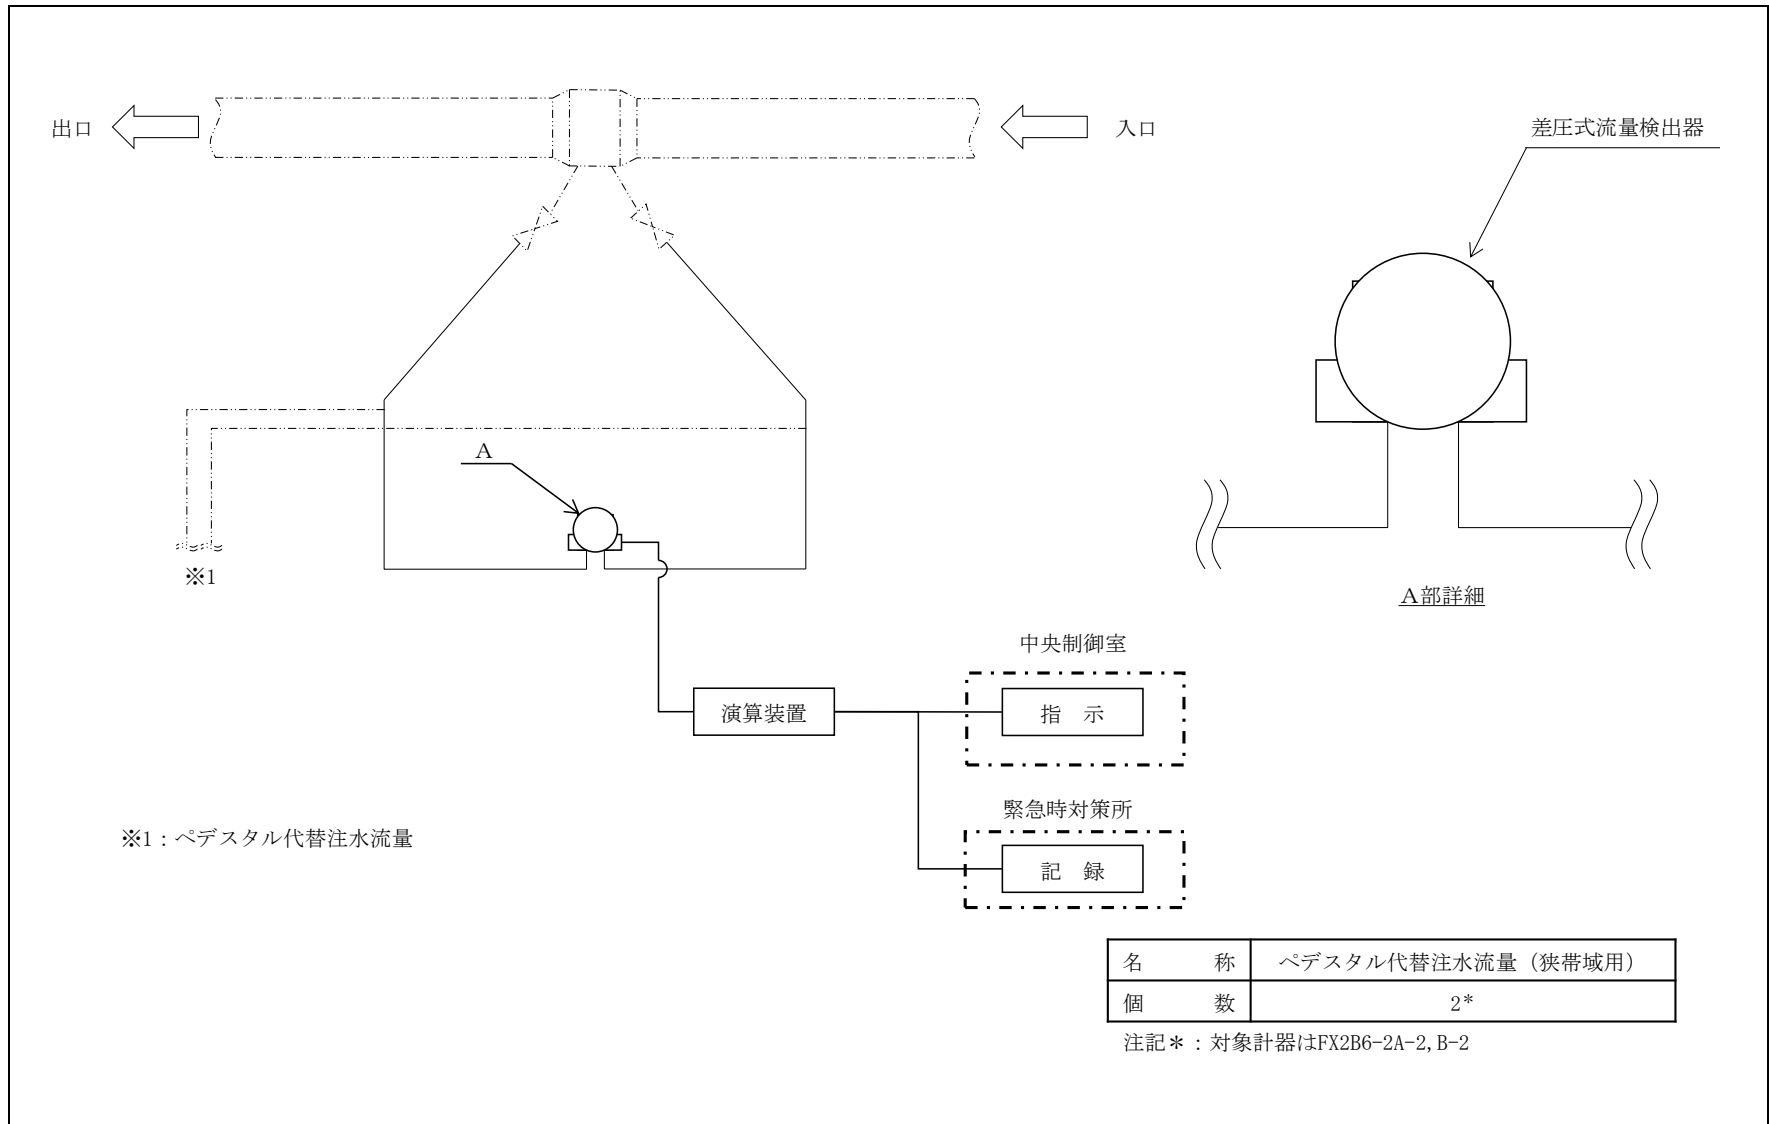 出口
入口
差圧式流量検出器
A
※1
A部詳細
中央制御室
演算装置
指 示
緊急時対策所
記 録
※1：ペデスタル代替注水流量
名 称 ペデスタル代替注水流量（狭帯域用）
個 数 2*
注記＊：対象計器はFX2B6-2A-2,B-2